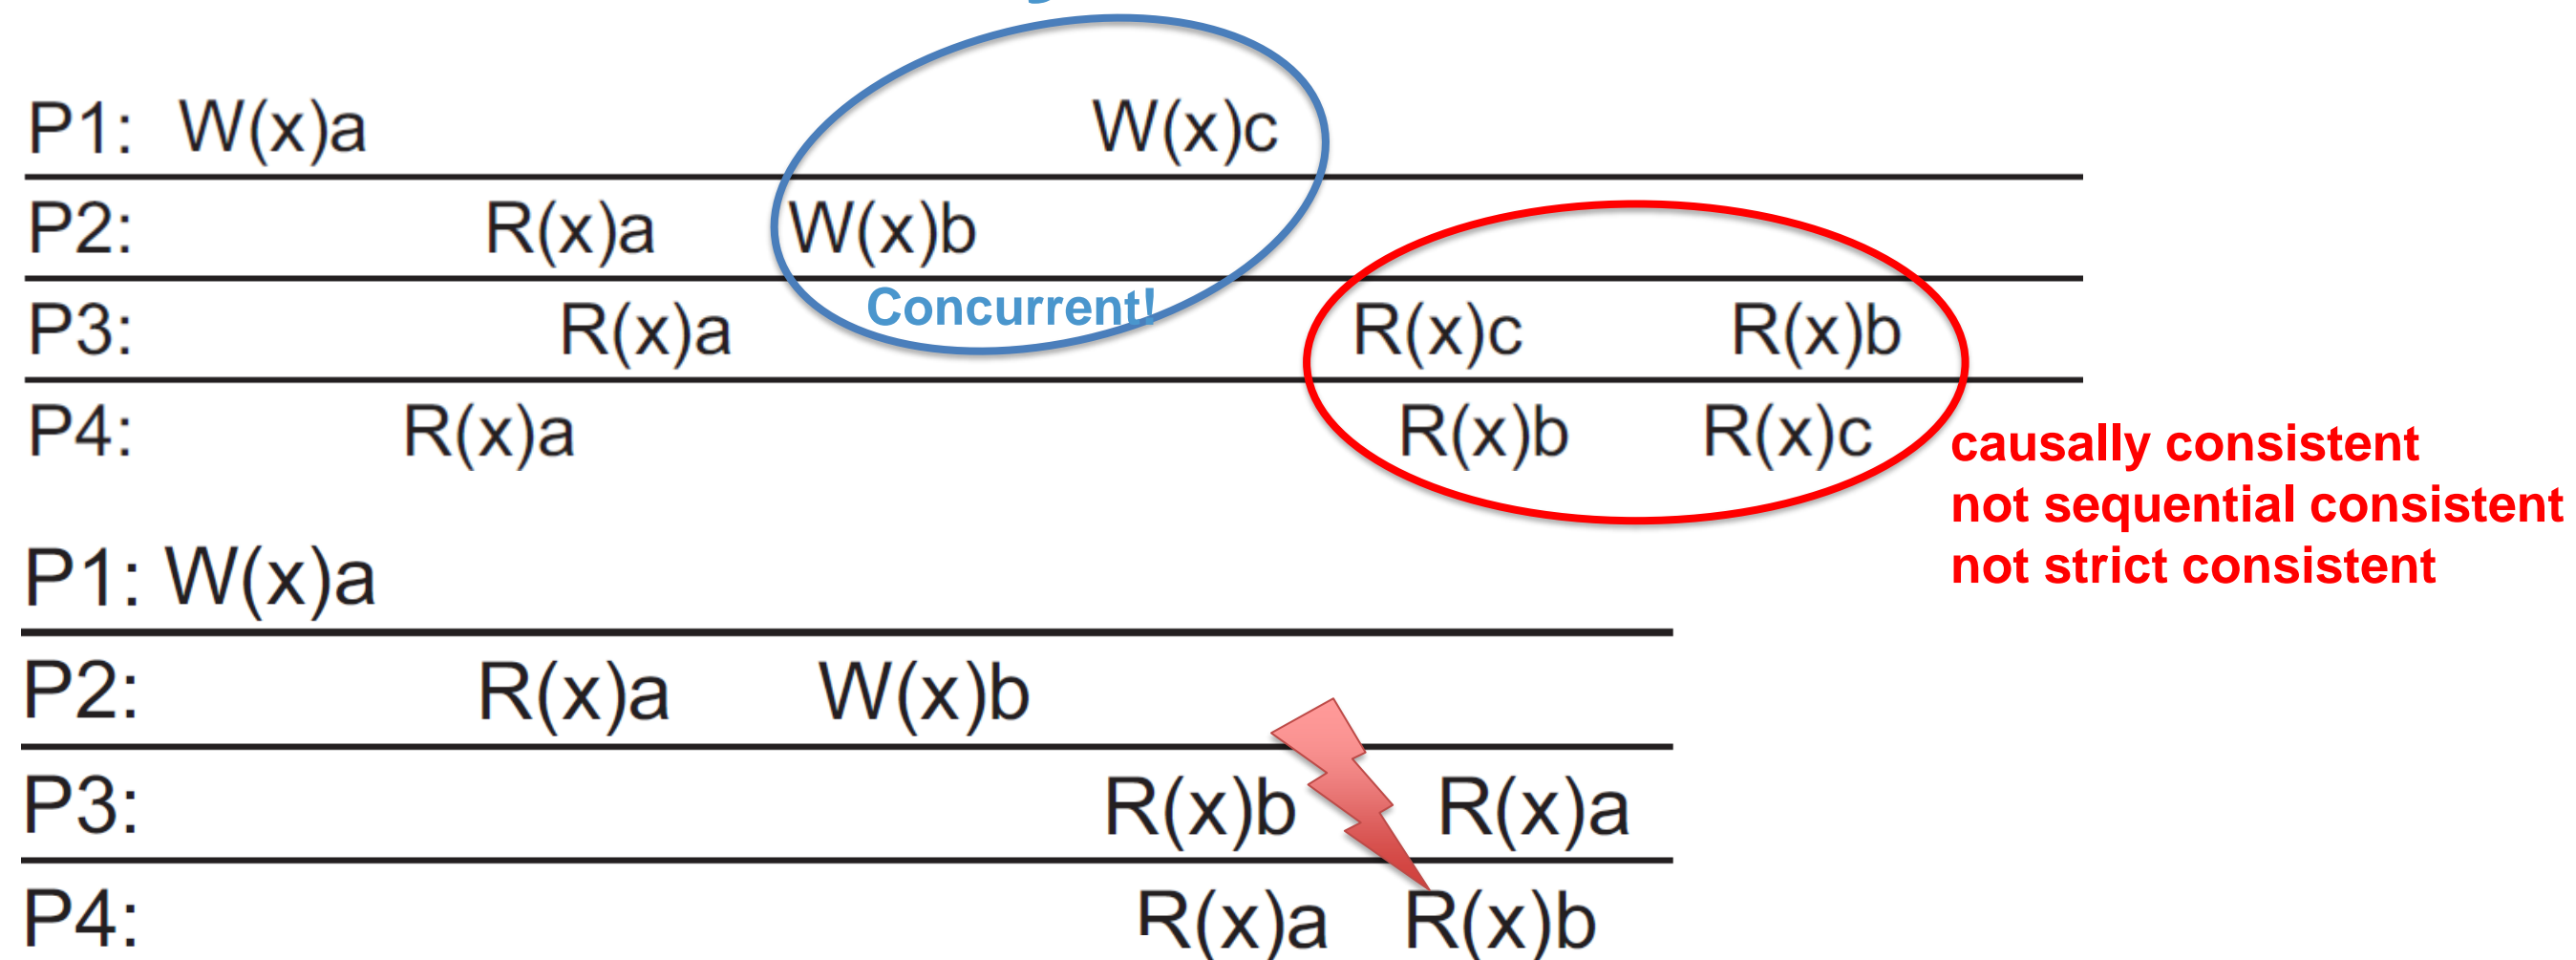 P1: W(x)a W(x)c
P2: R(x)a W(x)b
Concurrent!
P3: R(x)a R(x)c R(x)b
P4: R(x)a R(x)b R(x)c
causally consistent
not sequential consistent
not strict consistent
P1: W(x)a
P2: R(x)a W(x)b
P3: R(x)b R(x)a
P4: R(x)a R(x)b